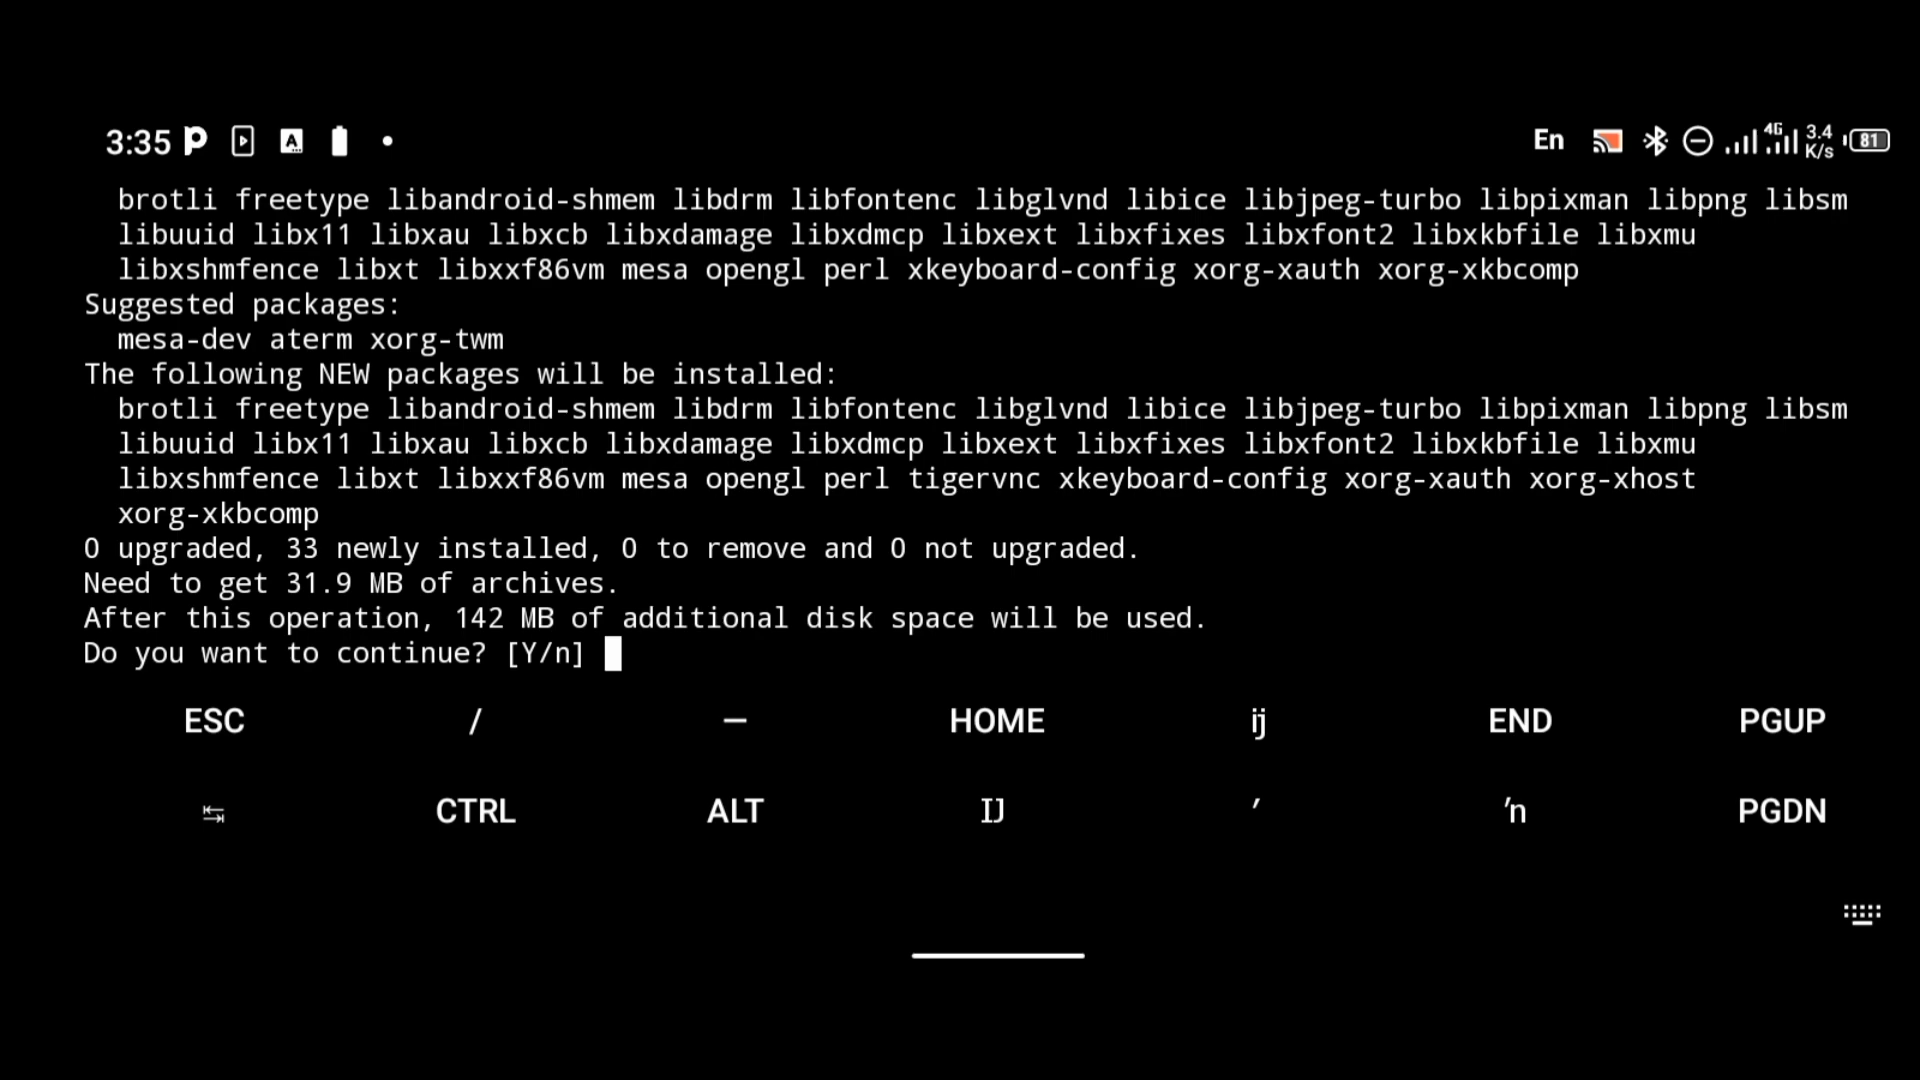 3:35
En 4G 3.4 K/s 81
brotli freetype libandroid-shmem libdrm libfontenc libglvnd libice libjpeg-turbo libpixman libpng libsm
libuuid libx11 libxau libxcb libxdamage libxdmcp libxext libxfixes libxfont2 libxkbfile libxmu
libxshmfence libxt libxxf86vm mesa opengl perl xkeyboard-config xorg-xauth xorg-xkbcomp
Suggested packages:
mesa-dev aterm xorg-twm
The following NEW packages will be installed:
brotli freetype libandroid-shmem libdrm libfontenc libglvnd libice libjpeg-turbo libpixman libpng libsm
libuuid libx11 libxau libxcb libxdamage libxdmcp libxext libxfixes libxfont2 libxkbfile libxmu
libxshmfence libxt libxxf86vm mesa opengl perl tigervnc xkeyboard-config xorg-xauth xorg-xhost
xorg-xkbcomp
0 upgraded, 33 newly installed, 0 to remove and 0 not upgraded.
Need to get 31.9 MB of archives.
After this operation, 142 MB of additional disk space will be used.
Do you want to continue? [Y/n]
ESC / — HOME ĳ END PGUP
↹ CTRL ALT Ĳ ′ ŉ PGDN